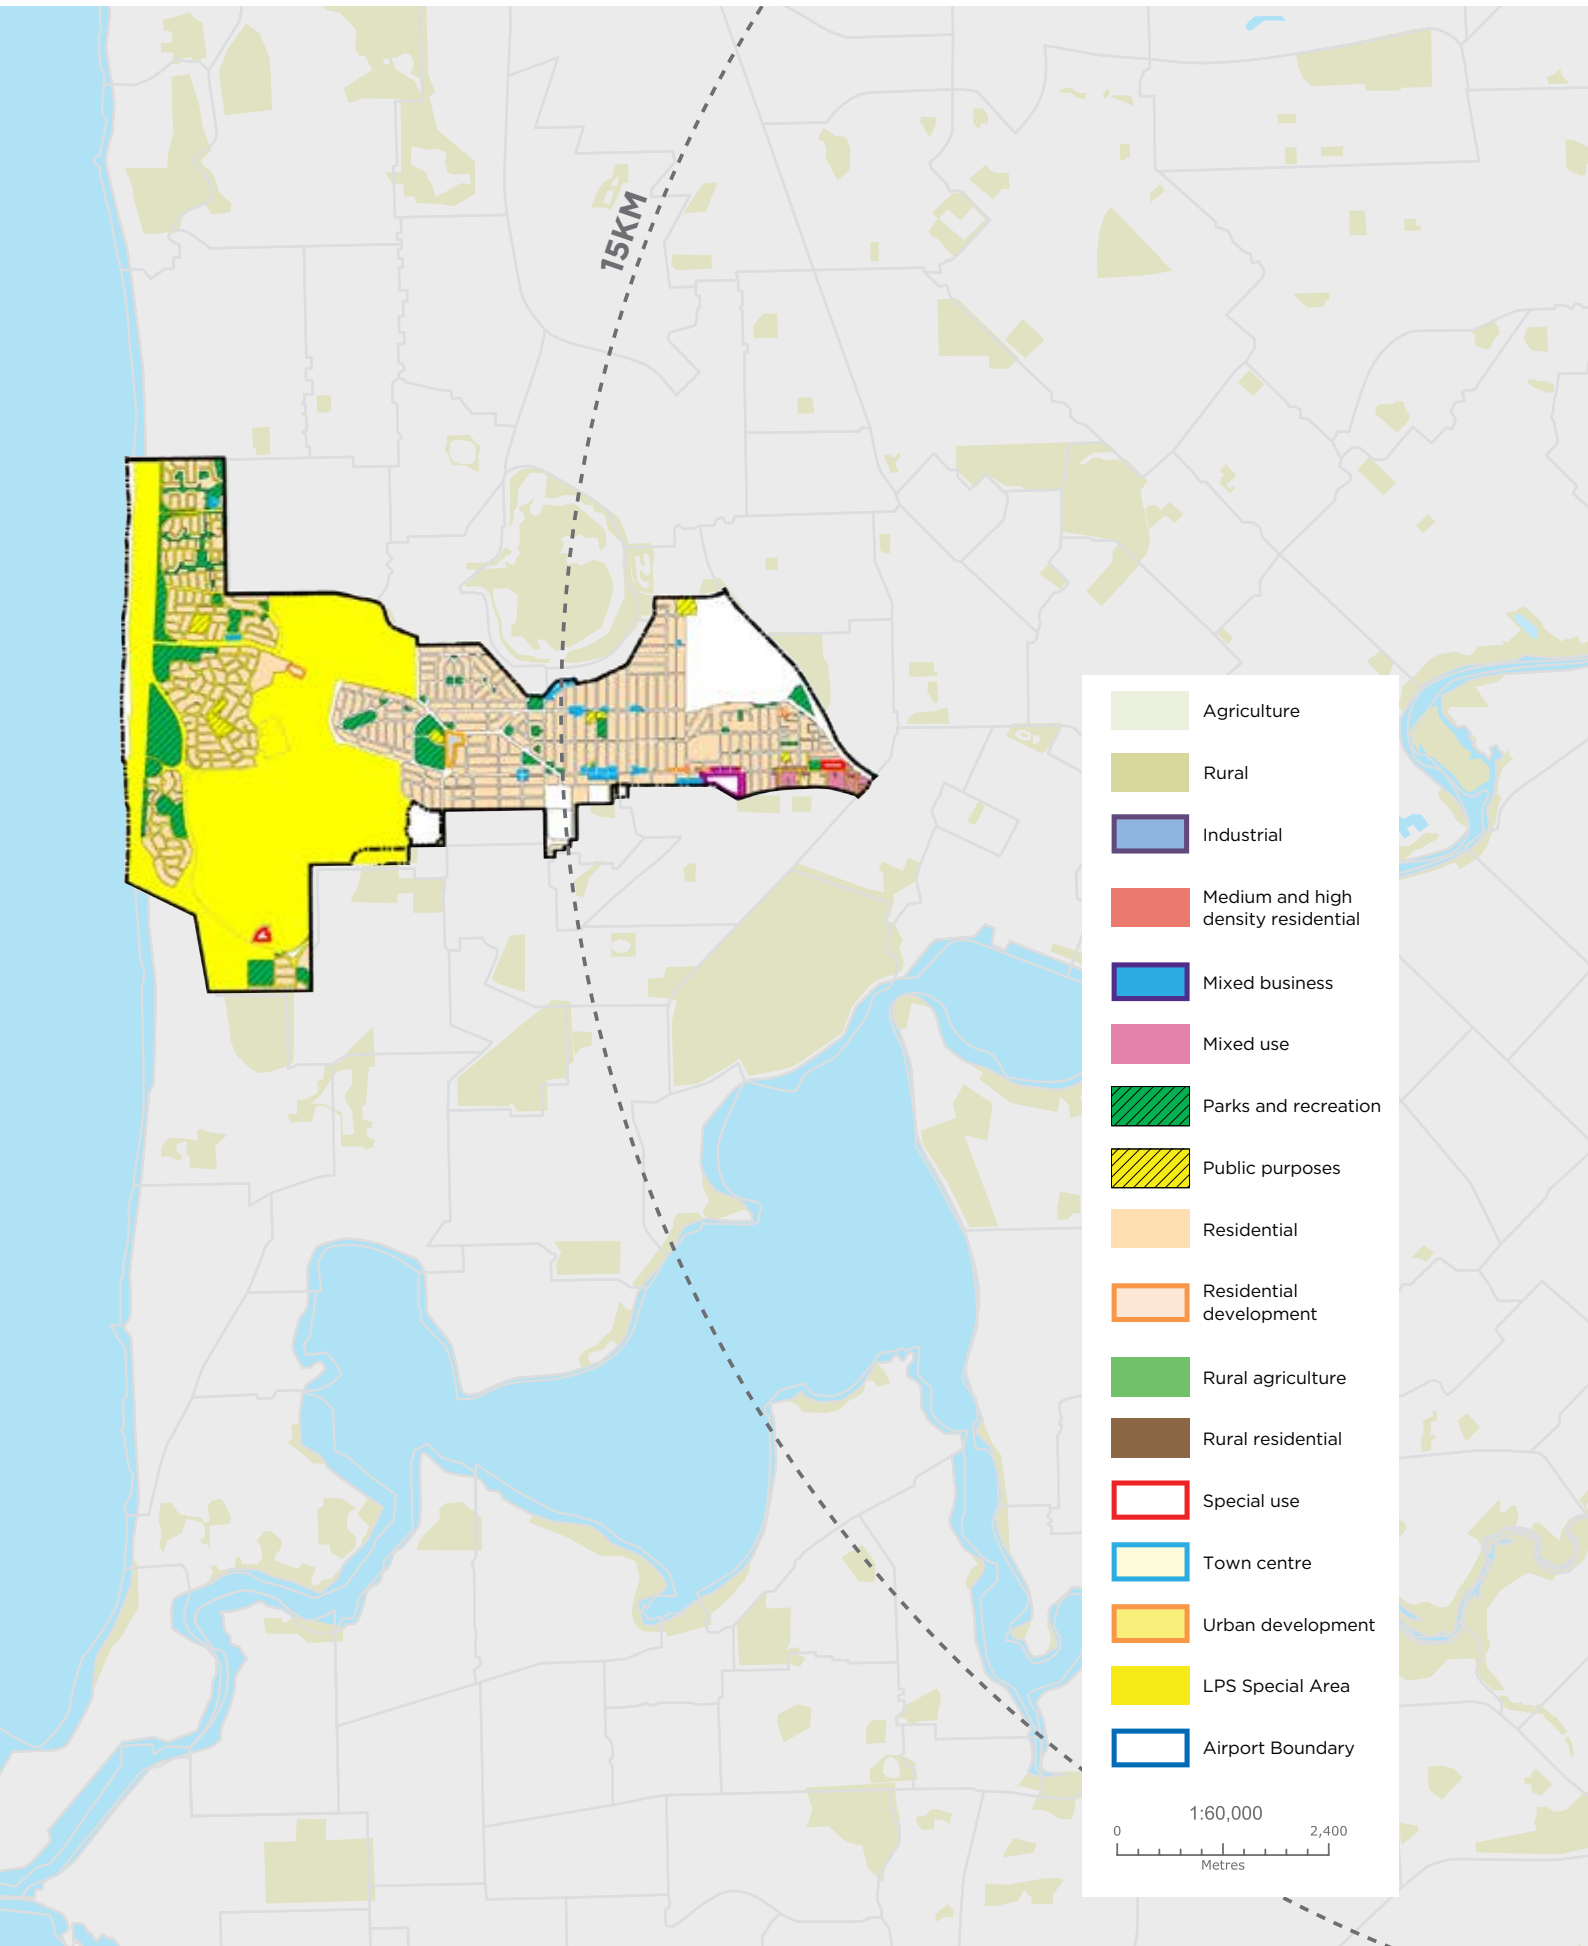 15KM
Agriculture
Rural
Industrial
Medium and high
density residential
Mixed business
Mixed use
Parks and recreation
Public purposes
Residential
Residential
development
Rural agriculture
Rural residential
Special use
Town centre
Urban development
LPS Special Area
Airport Boundary
1:60,000
0 2,400
Metres